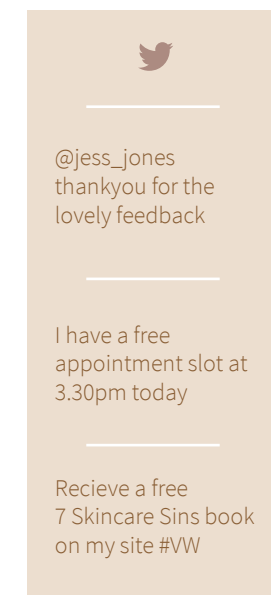 @jess_jones
thankyou for the
lovely feedback
I have a free
appointment slot at
3.30pm today
Recieve a free
7 Skincare Sins book
on my site #VW